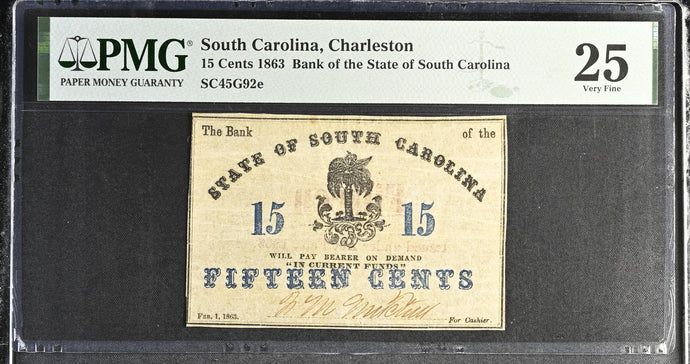 PMG®
PAPER MONEY GUARANTY
South Carolina, Charleston
15 Cents 1863 Bank of the State of South Carolina
SC45G92e
25
Very Fine
The Bank of the
STATE OF SOUTH CAROLINA
15 15
WILL PAY BEARER ON DEMAND
"IN CURRENT FUNDS"
FIFTEEN CENTS
FEB. 1, 1863.
For Cashier.